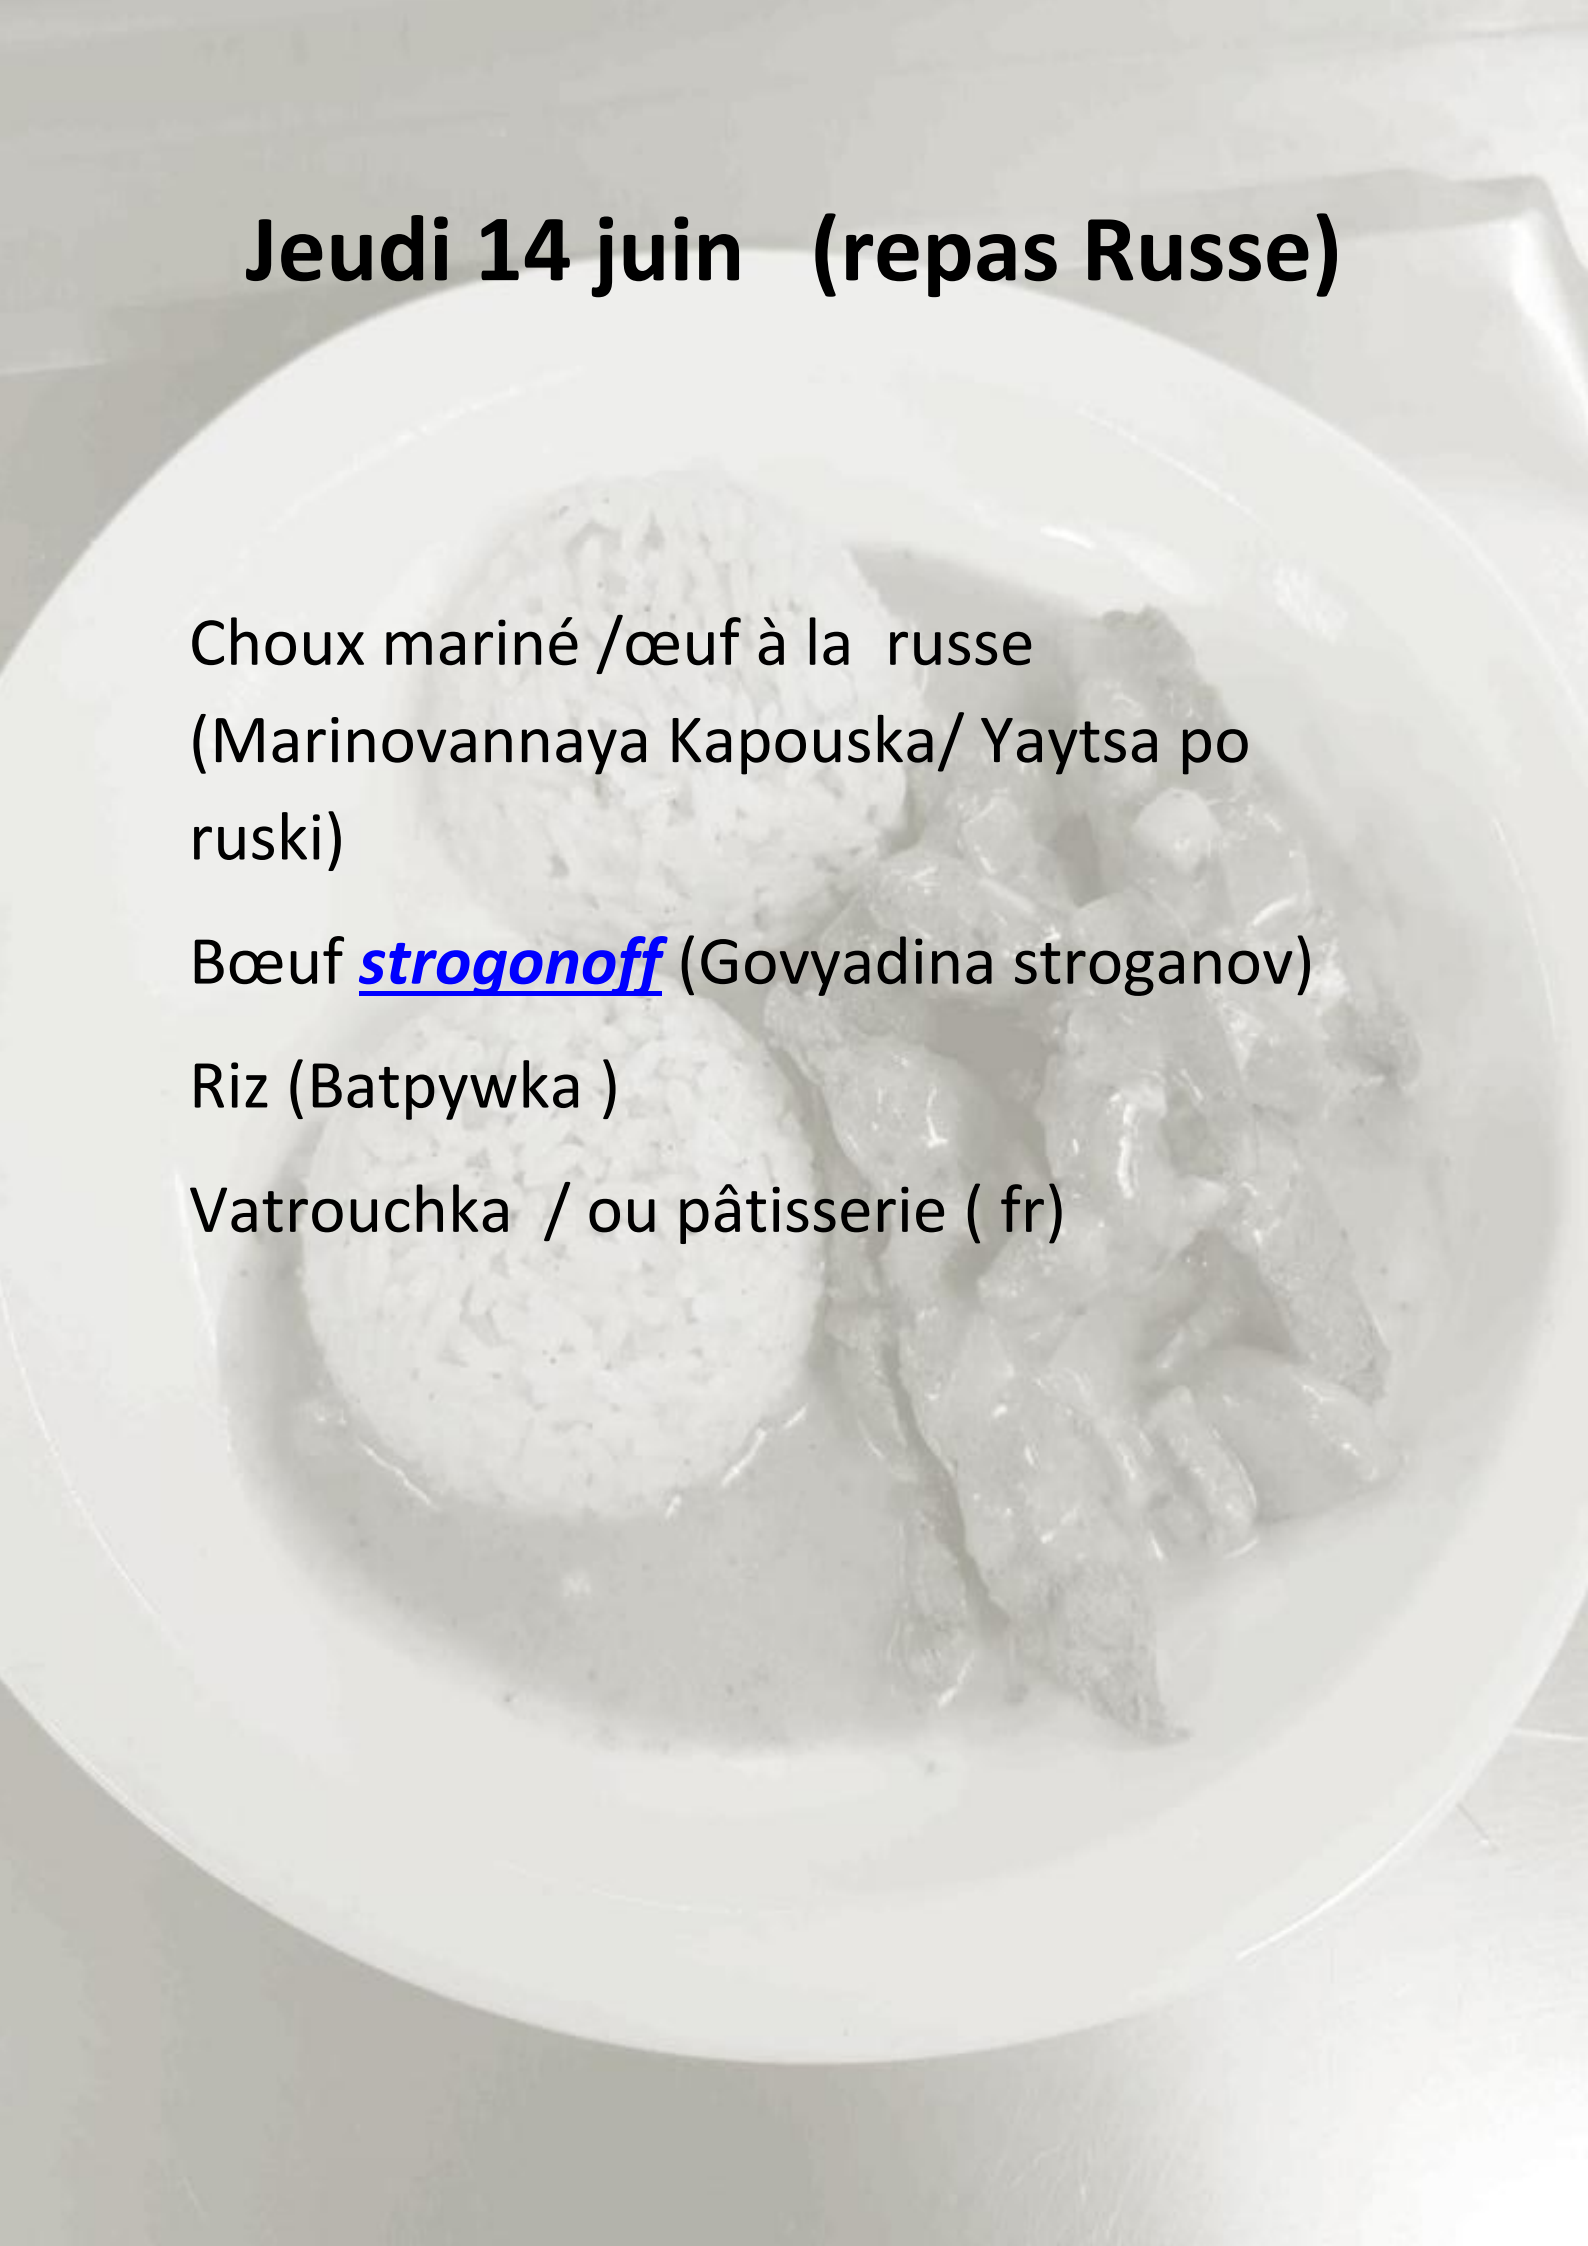 Jeudi 14 juin   (repas Russe)
Choux mariné /œuf à la  russe
(Marinovannaya Kapouska/ Yaytsa po
ruski)
Bœuf strogonoff (Govyadina stroganov)
Riz (Batpywka )
Vatrouchka  / ou pâtisserie ( fr)